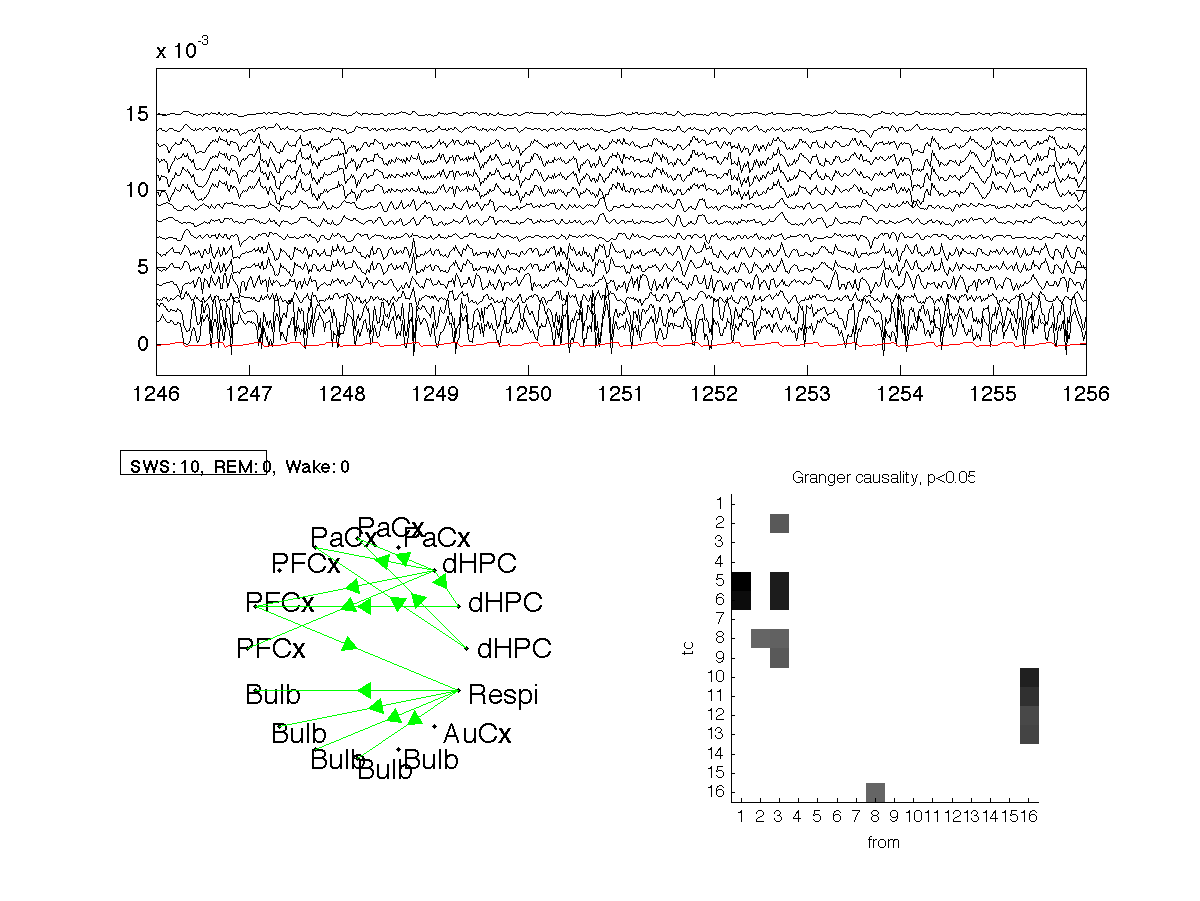 x 10-3
15
10
5
0
1246 1247 1248 1249 1250 1251 1252 1253 1254 1255 1256
SWS:10, REM:0, Wake:0
PaCx
PaCx PaCx
PFCx dHPC
PFCx dHPC
PFCx dHPC
Bulb Respi
Bulb AuCx
Bulb Bulb
Bulb
Granger causality, p<0.05
1
2
3
4
5
6
7
8
9
10
11
12
13
14
15
16
to
1 2 3 4 5 6 7 8 9 10 11 12 13 14 15 16
from